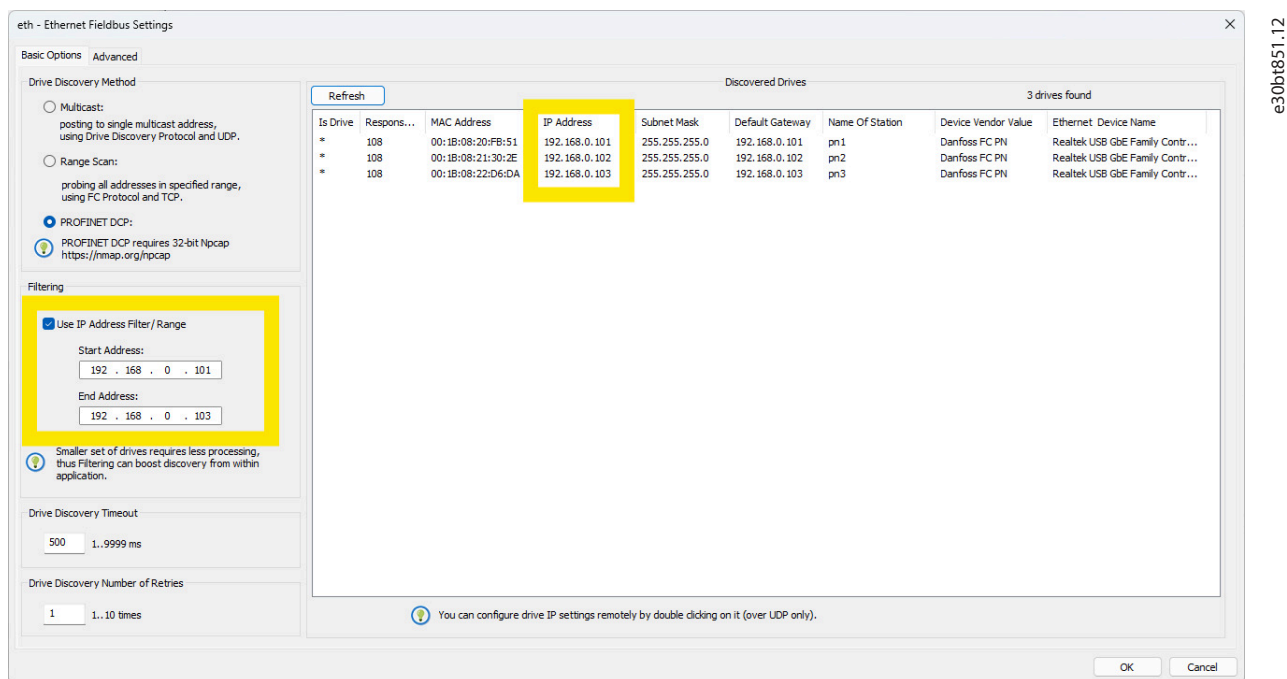 eth - Ethernet Fieldbus Settings
Basic Options Advanced
Drive Discovery Method
Multicast:
posting to single multicast address,
using Drive Discovery Protocol and UDP.
Range Scan:
probing all addresses in specified range,
using FC Protocol and TCP.
PROFINET DCP:
PROFINET DCP requires 32-bit Npcap
https://nmap.org/npcap
Filtering
Use IP Address Filter/Range
Start Address:
192 . 168 . 0 . 101
End Address:
192 . 168 . 0 . 103
Smaller set of drives requires less processing,
thus Filtering can boost discovery from within
application.
Drive Discovery Timeout
500 1..9999 ms
Drive Discovery Number of Retries
1 1..10 times
Discovered Drives
Refresh 3 drives found
Is Drive Respons... MAC Address IP Address Subnet Mask Default Gateway Name Of Station Device Vendor Value Ethernet Device Name
* 108 00:1B:08:20:FB:51 192.168.0.101 255.255.255.0 192.168.0.101 pn1 Danfoss FC PN Realtek USB GbE Family Contr...
* 108 00:1B:08:21:30:2E 192.168.0.102 255.255.255.0 192.168.0.102 pn2 Danfoss FC PN Realtek USB GbE Family Contr...
* 108 00:1B:08:22:D6:DA 192.168.0.103 255.255.255.0 192.168.0.103 pn3 Danfoss FC PN Realtek USB GbE Family Contr...
You can configure drive IP settings remotely by double clicking on it (over UDP only).
OK Cancel
e30bt851.12